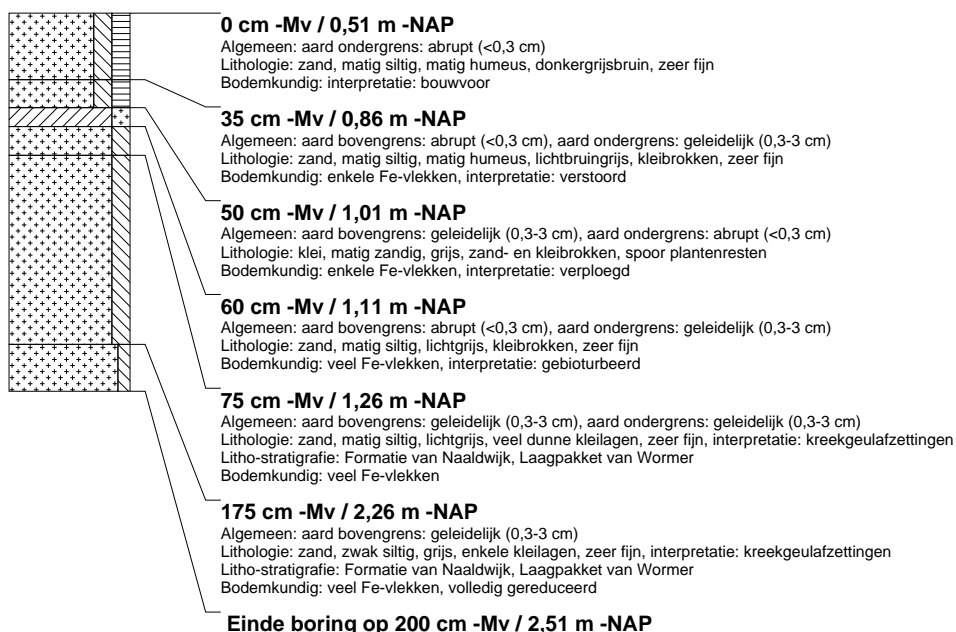 0 cm -Mv / 0,51 m -NAP
Algemeen: aard ondergrens: abrupt (<0,3 cm)
Lithologie: zand, matig siltig, matig humeus, donkergrijsbruin, zeer fijn
Bodemkundig: interpretatie: bouwvoor
35 cm -Mv / 0,86 m -NAP
Algemeen: aard bovengrens: abrupt (<0,3 cm), aard ondergrens: geleidelijk (0,3-3 cm)
Lithologie: zand, matig siltig, matig humeus, lichtbruingrijs, kleibrokken, zeer fijn
Bodemkundig: enkele Fe-vlekken, interpretatie: verstoord
50 cm -Mv / 1,01 m -NAP
Algemeen: aard bovengrens: geleidelijk (0,3-3 cm), aard ondergrens: abrupt (<0,3 cm)
Lithologie: klei, matig zandig, grijs, zand- en kleibrokken, spoor plantenresten
Bodemkundig: enkele Fe-vlekken, interpretatie: verploegd
60 cm -Mv / 1,11 m -NAP
Algemeen: aard bovengrens: abrupt (<0,3 cm), aard ondergrens: geleidelijk (0,3-3 cm)
Lithologie: zand, matig siltig, lichtgrijs, kleibrokken, zeer fijn
Bodemkundig: veel Fe-vlekken, interpretatie: gebioturbeerd
75 cm -Mv / 1,26 m -NAP
Algemeen: aard bovengrens: geleidelijk (0,3-3 cm), aard ondergrens: geleidelijk (0,3-3 cm)
Lithologie: zand, matig siltig, lichtgrijs, veel dunne kleilagen, zeer fijn, interpretatie: kreekgeulafzettingen
Litho-stratigrafie: Formatie van Naaldwijk, Laagpakket van Wormer
Bodemkundig: veel Fe-vlekken
175 cm -Mv / 2,26 m -NAP
Algemeen: aard bovengrens: geleidelijk (0,3-3 cm)
Lithologie: zand, zwak siltig, grijs, enkele kleilagen, zeer fijn, interpretatie: kreekgeulafzettingen
Litho-stratigrafie: Formatie van Naaldwijk, Laagpakket van Wormer
Bodemkundig: veel Fe-vlekken, volledig gereduceerd
Einde boring op 200 cm -Mv / 2,51 m -NAP